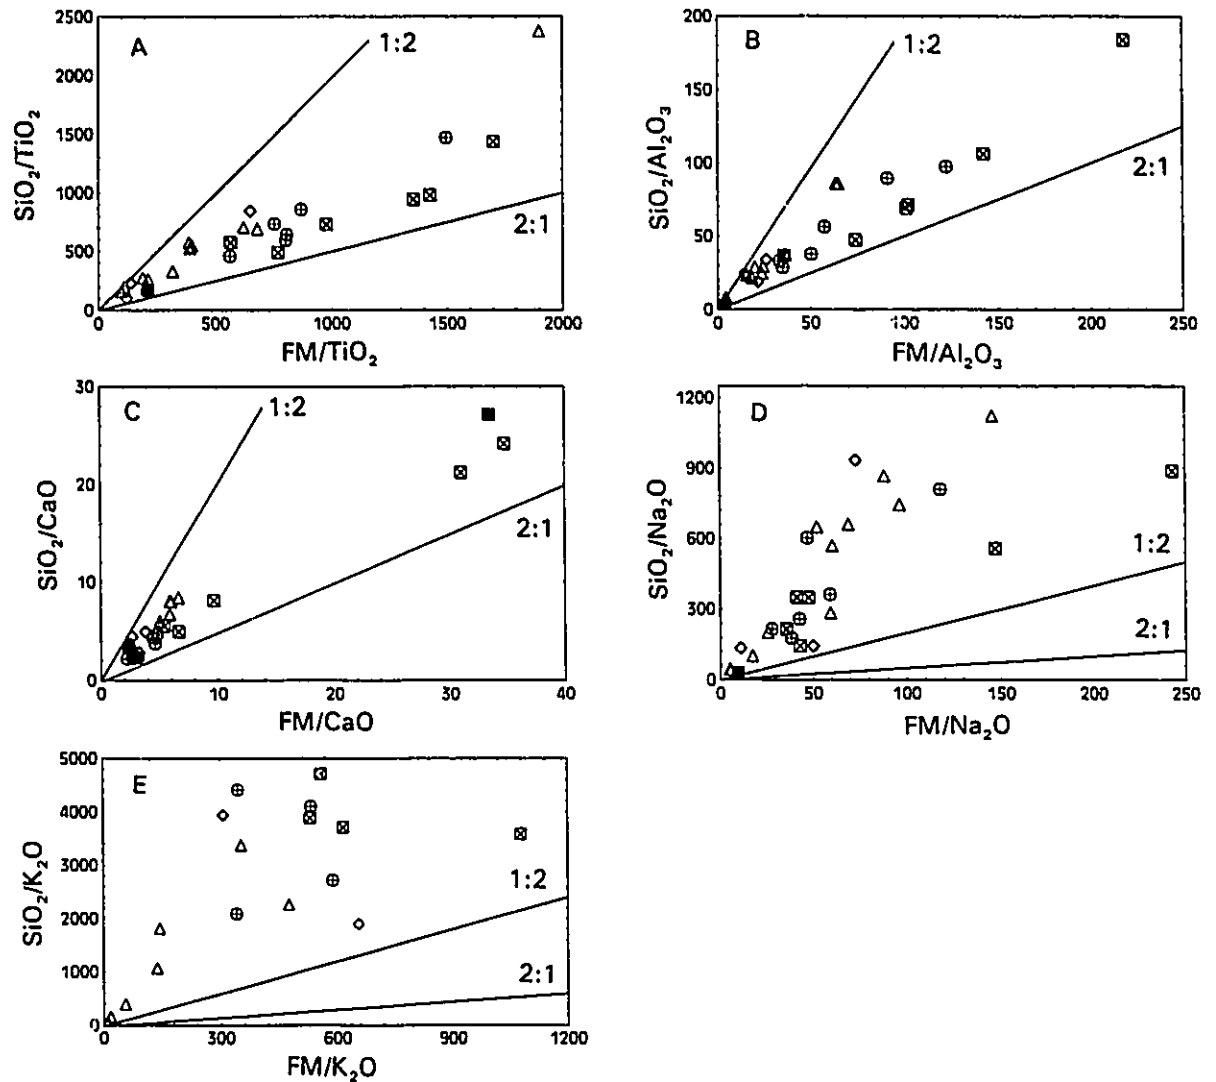 A
1:2
2:1
SiO₂/TiO₂
2500
2000
1500
1000
500
0
0 500 1000 1500 2000
FM/TiO₂
B
1:2
2:1
SiO₂/Al₂O₃
200
150
100
50
0
0 50 100 150 200 250
FM/Al₂O₃
C
1:2
2:1
SiO₂/CaO
30
20
10
0
0 10 20 30 40
FM/CaO
D
1:2
2:1
SiO₂/Na₂O
1200
900
600
300
0
0 50 100 150 200 250
FM/Na₂O
E
1:2
2:1
SiO₂/K₂O
5000
4000
3000
2000
1000
0
0 300 600 900 1200
FM/K₂O